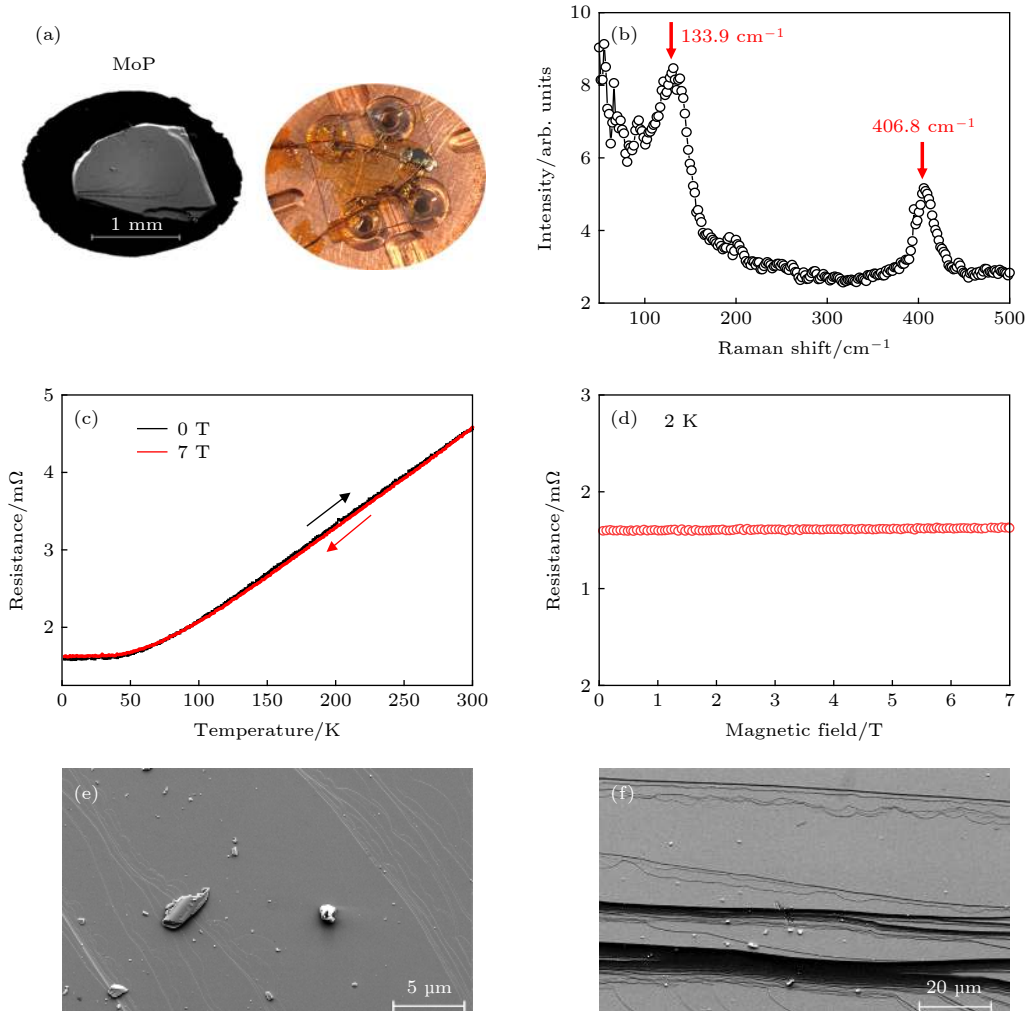 (a)
MoP
1 mm
(b)
133.9 cm⁻¹
406.8 cm⁻¹
10
8
6
4
2
Intensity/arb. units
100 200 300 400 500
Raman shift/cm⁻¹
(c)
0 T
7 T
5
4
3
2
Resistance/mΩ
0 50 100 150 200 250 300
Temperature/K
(d)
2 K
3
2
1
2
Resistance/mΩ
0 1 2 3 4 5 6 7
Magnetic field/T
(e)
5 µm
(f)
20 µm